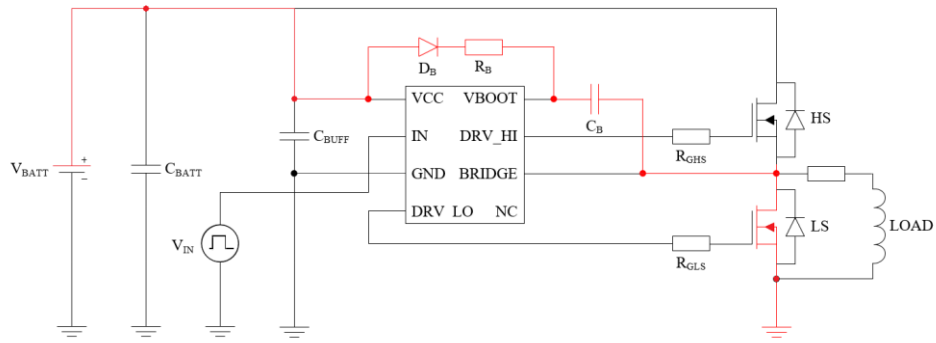 D_B
R_B
VCC VBOOT
C_B
HS
C_BUFF
IN DRV_HI
R_GHS
V_BATT + − C_BATT
GND BRIDGE
DRV LO NC
LS LOAD
V_IN
R_GLS